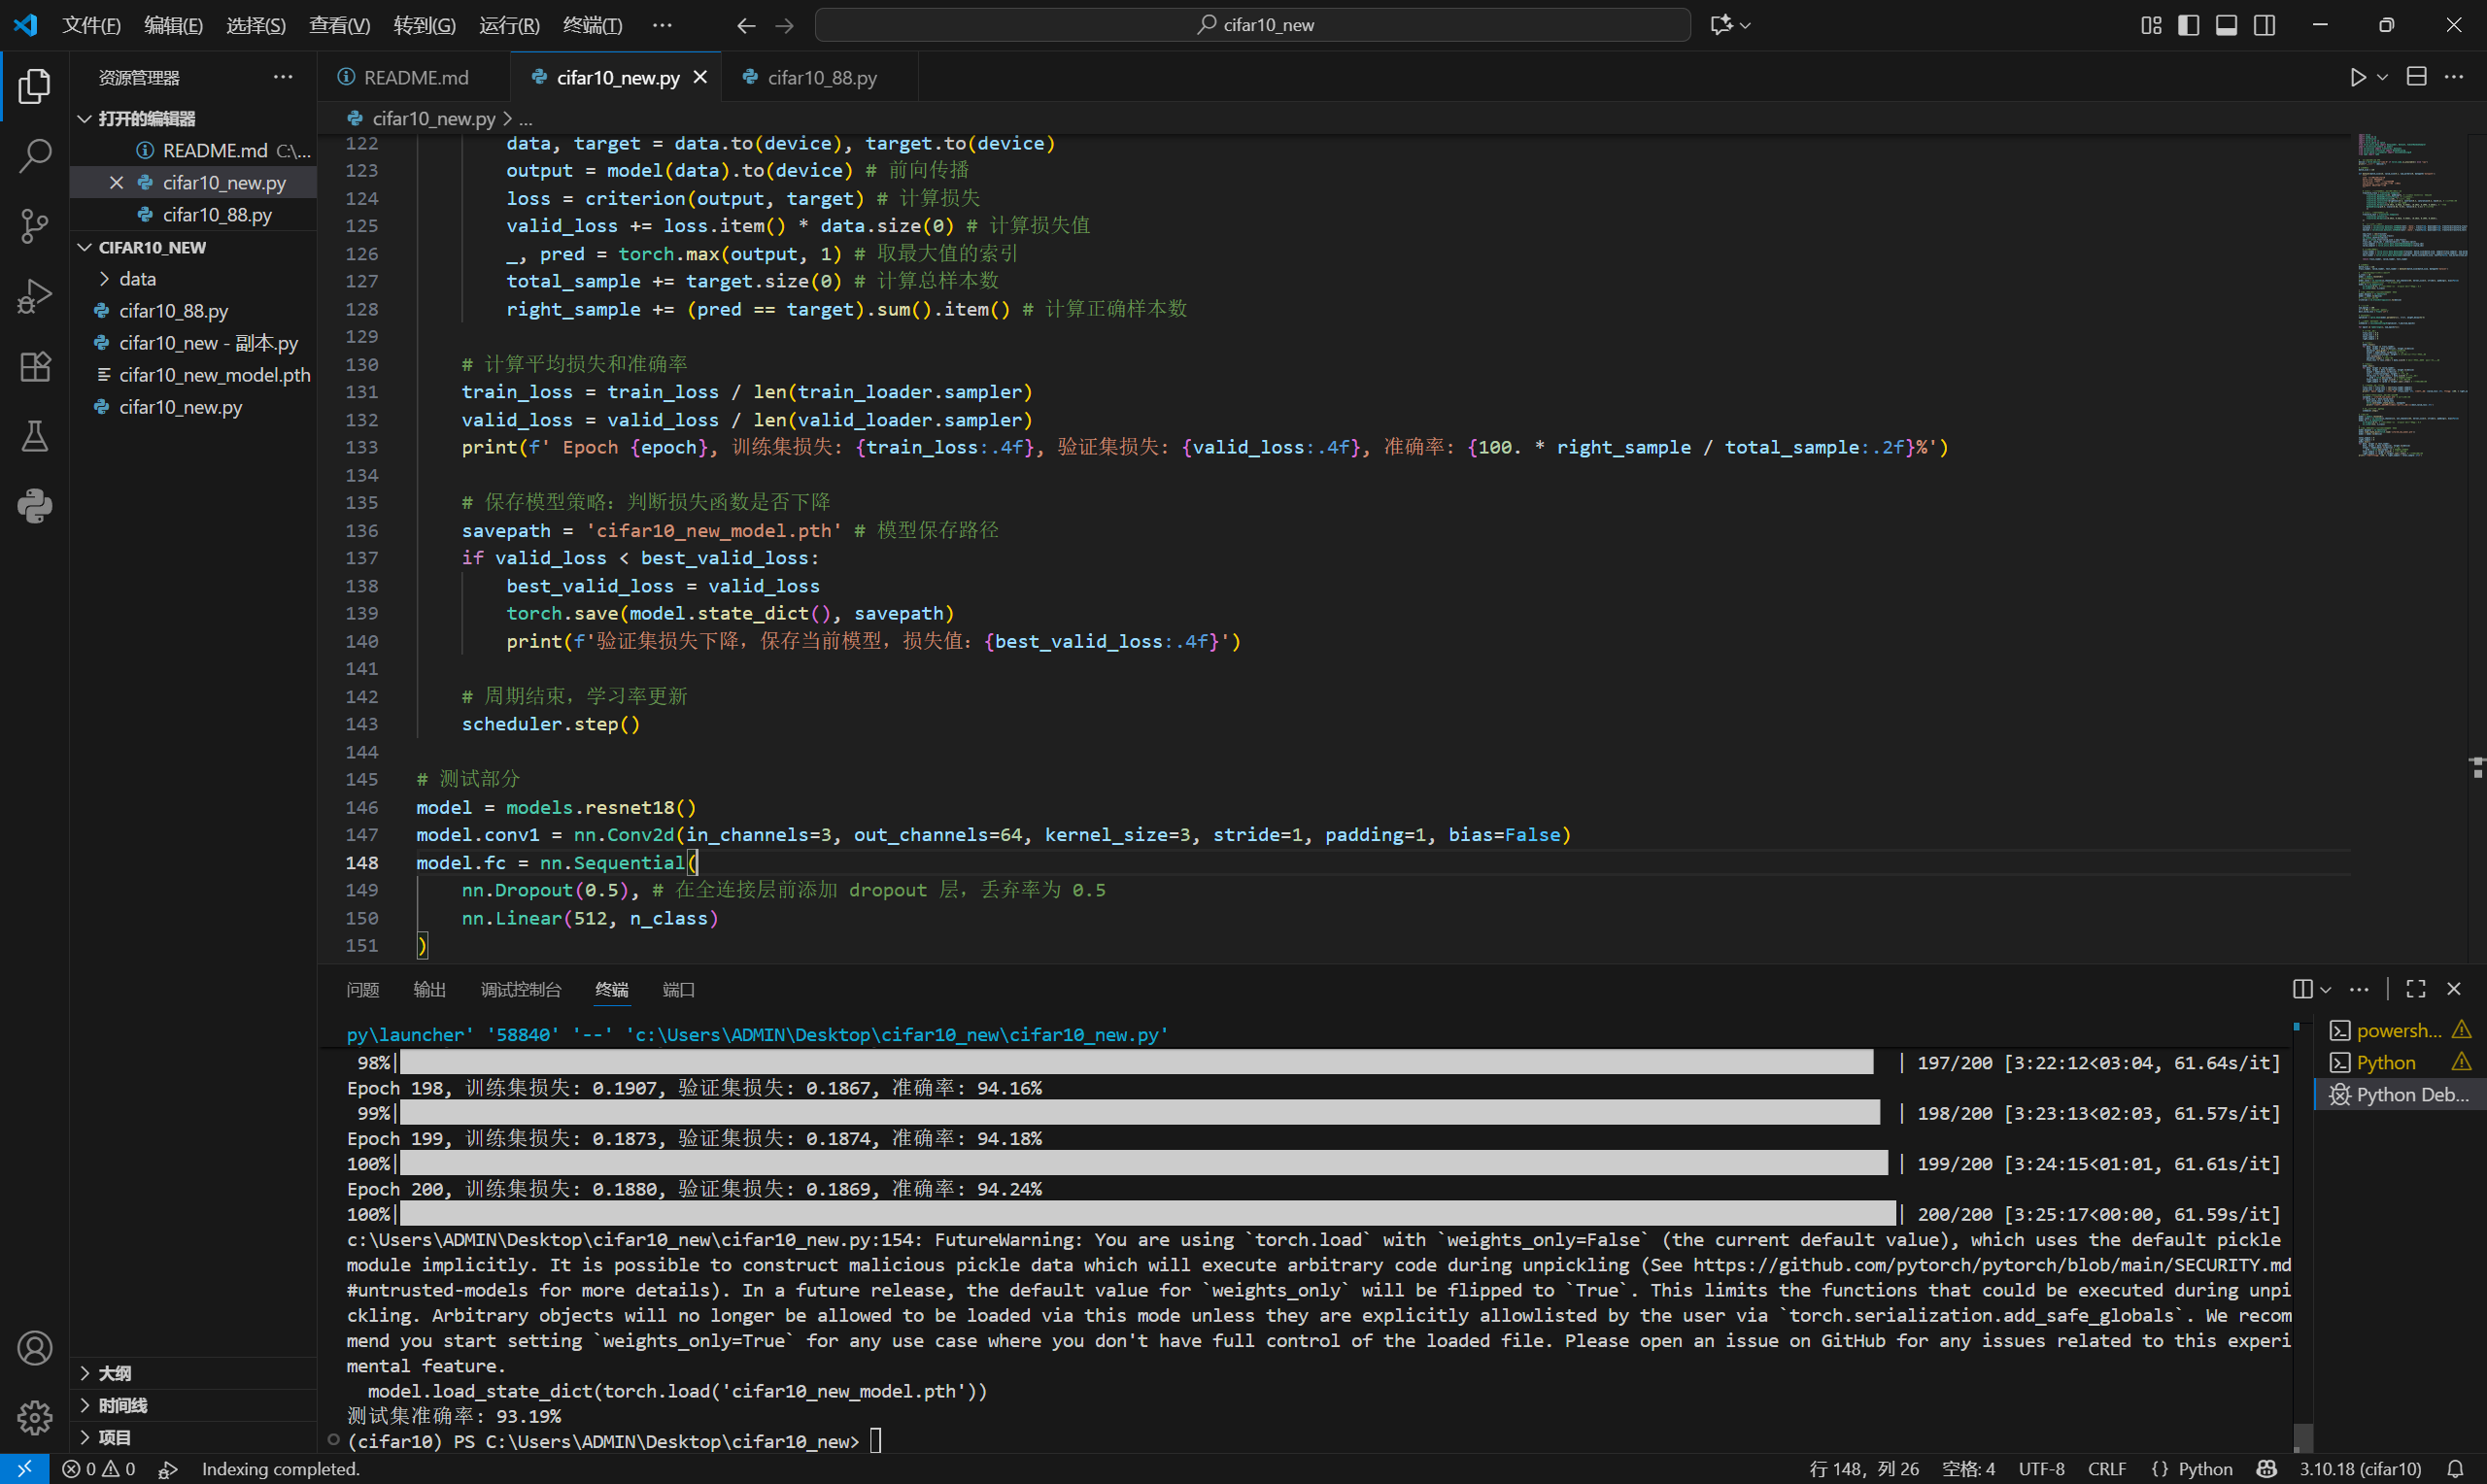 文件(F) 编辑(E) 选择(S) 查看(V) 转到(G) 运行(R) 终端(T) ··· cifar10_new
资源管理器 ···
README.md cifar10_new.py cifar10_88.py
打开的编辑器
README.md C:\...
cifar10_new.py
cifar10_88.py
CIFAR10_NEW
data
cifar10_88.py
cifar10_new - 副本.py
cifar10_new_model.pth
cifar10_new.py
大纲
时间线
项目
cifar10_new.py > ...
122 data, target = data.to(device), target.to(device)
123 output = model(data).to(device) # 前向传播
124 loss = criterion(output, target) # 计算损失
125 valid_loss += loss.item() * data.size(0) # 计算损失值
126 _, pred = torch.max(output, 1) # 取最大值的索引
127 total_sample += target.size(0) # 计算总样本数
128 right_sample += (pred == target).sum().item() # 计算正确样本数
129
130 # 计算平均损失和准确率
131 train_loss = train_loss / len(train_loader.sampler)
132 valid_loss = valid_loss / len(valid_loader.sampler)
133 print(f' Epoch {epoch}, 训练集损失: {train_loss:.4f}, 验证集损失: {valid_loss:.4f}, 准确率: {100. * right_sample / total_sample:.2f}%')
134
135 # 保存模型策略: 判断损失函数是否下降
136 savepath = 'cifar10_new_model.pth' # 模型保存路径
137 if valid_loss < best_valid_loss:
138 best_valid_loss = valid_loss
139 torch.save(model.state_dict(), savepath)
140 print(f'验证集损失下降，保存当前模型，损失值: {best_valid_loss:.4f}')
141
142 # 周期结束，学习率更新
143 scheduler.step()
144
145 # 测试部分
146 model = models.resnet18()
147 model.conv1 = nn.Conv2d(in_channels=3, out_channels=64, kernel_size=3, stride=1, padding=1, bias=False)
148 model.fc = nn.Sequential(
149 nn.Dropout(0.5), # 在全连接层前添加 dropout 层，丢弃率为 0.5
150 nn.Linear(512, n_class)
151 )
问题 输出 调试控制台 终端 端口
py\launcher' '58840' '--' 'c:\Users\ADMIN\Desktop\cifar10_new\cifar10_new.py'
98%| | 197/200 [3:22:12<03:04, 61.64s/it]
Epoch 198, 训练集损失: 0.1907, 验证集损失: 0.1867, 准确率: 94.16%
99%| | 198/200 [3:23:13<02:03, 61.57s/it]
Epoch 199, 训练集损失: 0.1873, 验证集损失: 0.1874, 准确率: 94.18%
100%| | 199/200 [3:24:15<01:01, 61.61s/it]
Epoch 200, 训练集损失: 0.1880, 验证集损失: 0.1869, 准确率: 94.24%
100%| | 200/200 [3:25:17<00:00, 61.59s/it]
c:\Users\ADMIN\Desktop\cifar10_new\cifar10_new.py:154: FutureWarning: You are using `torch.load` with `weights_only=False` (the current default value), which uses the default pickle
module implicitly. It is possible to construct malicious pickle data which will execute arbitrary code during unpickling (See https://github.com/pytorch/pytorch/blob/main/SECURITY.md
#untrusted-models for more details). In a future release, the default value for `weights_only` will be flipped to `True`. This limits the functions that could be executed during unpi
ckling. Arbitrary objects will no longer be allowed to be loaded via this mode unless they are explicitly allowlisted by the user via `torch.serialization.add_safe_globals`. We recom
mend you start setting `weights_only=True` for any use case where you don't have full control of the loaded file. Please open an issue on GitHub for any issues related to this experi
mental feature.
model.load_state_dict(torch.load('cifar10_new_model.pth'))
测试集准确率: 93.19%
(cifar10) PS C:\Users\ADMIN\Desktop\cifar10_new>
powersh...
Python
Python Deb...
0 0 Indexing completed. 行 148，列 26 空格: 4 UTF-8 CRLF {} Python 3.10.18 (cifar10)